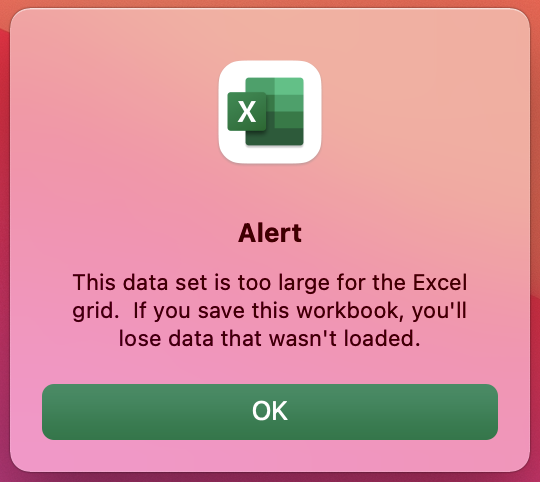 X
Alert
This data set is too large for the Excel
grid.  If you save this workbook, you'll
lose data that wasn't loaded.
OK